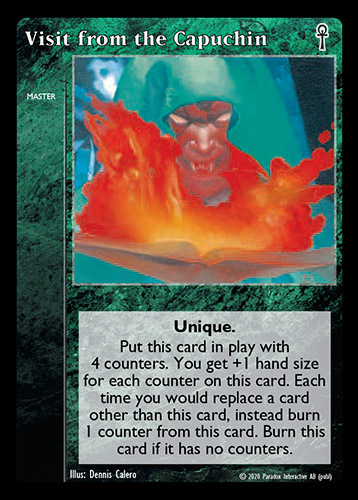 Visit from the Capuchin
MASTER
Unique.
Put this card in play with
4 counters. You get +1 hand size
for each counter on this card. Each
time you would replace a card
other than this card, instead burn
1 counter from this card. Burn this
card if it has no counters.
Illus: Dennis Calero
© 2020 Paradox Interactive AB (publ)